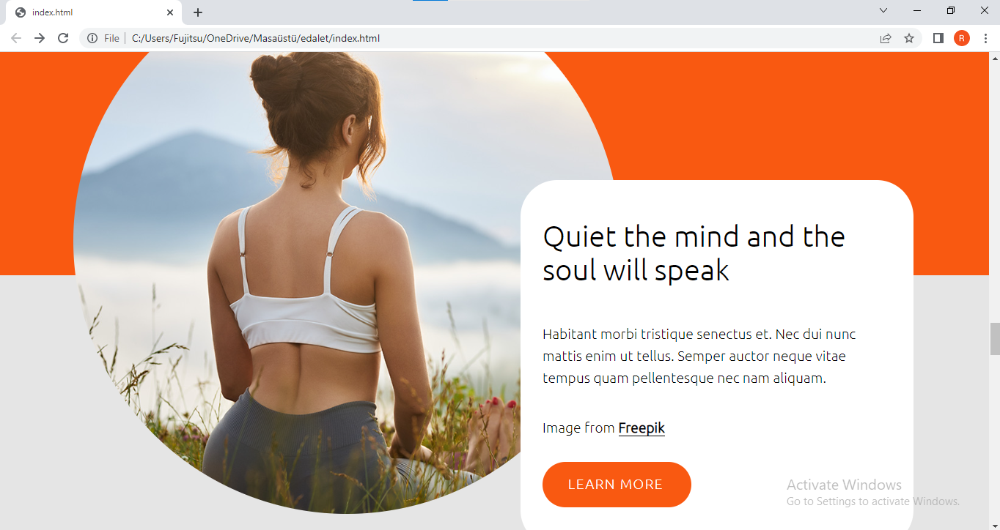 index.html
File
C:/Users/Fujitsu/OneDrive/Masaüstü/edalet/index.html
R
Quiet the mind and the
soul will speak
Habitant morbi tristique senectus et. Nec dui nunc
mattis enim ut tellus. Semper auctor neque vitae
tempus quam pellentesque nec nam aliquam.
Image from Freepik
LEARN MORE
Activate Windows
Go to Settings to activate Windows.